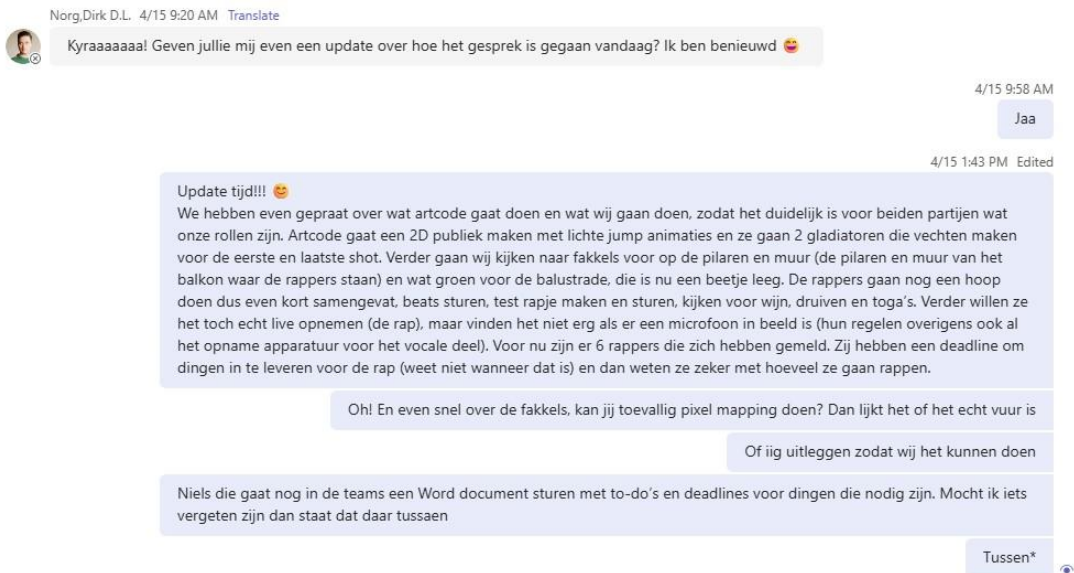 Norg,Dirk D.L. 4/15 9:20 AM Translate
Kyraaaaaaa! Geven jullie mij even een update over hoe het gesprek is gegaan vandaag? Ik ben benieuwd 😄
4/15 9:58 AM
Jaa
4/15 1:43 PM Edited
Update tijd!!! 😊
We hebben even gepraat over wat artcode gaat doen en wat wij gaan doen, zodat het duidelijk is voor beiden partijen wat
onze rollen zijn. Artcode gaat een 2D publiek maken met lichte jump animaties en ze gaan 2 gladiatoren die vechten maken
voor de eerste en laatste shot. Verder gaan wij kijken naar fakkels voor op de pilaren en muur (de pilaren en muur van het
balkon waar de rappers staan) en wat groen voor de balustrade, die is nu een beetje leeg. De rappers gaan nog een hoop
doen dus even kort samengevat, beats sturen, test rapje maken en sturen, kijken voor wijn, druiven en toga's. Verder willen ze
het toch echt live opnemen (de rap), maar vinden het niet erg als er een microfoon in beeld is (hun regelen overigens ook al
het opname apparatuur voor het vocale deel). Voor nu zijn er 6 rappers die zich hebben gemeld. Zij hebben een deadline om
dingen in te leveren voor de rap (weet niet wanneer dat is) en dan weten ze zeker met hoeveel ze gaan rappen.
Oh! En even snel over de fakkels, kan jij toevallig pixel mapping doen? Dan lijkt het of het echt vuur is
Of iig uitleggen zodat wij het kunnen doen
Niels die gaat nog in de teams een Word document sturen met to-do's en deadlines voor dingen die nodig zijn. Mocht ik iets
vergeten zijn dan staat dat daar tussaen
Tussen*